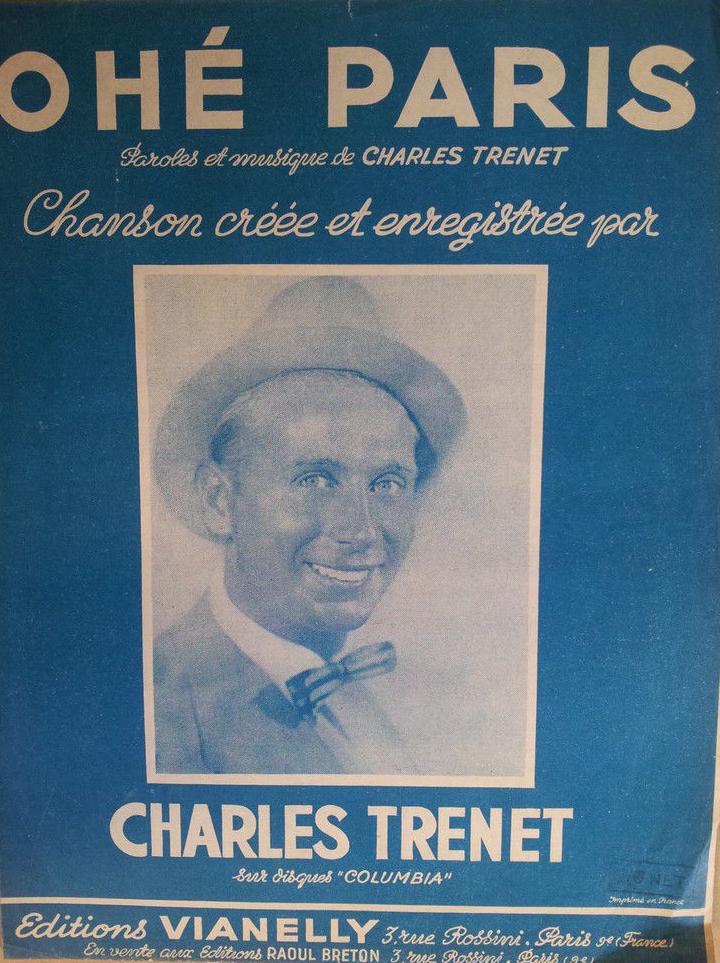 OHÉ PARIS
Paroles et musique de CHARLES TRENET
Chanson créée et enregistrée par
CHARLES TRENET
sur disques "COLUMBIA"
Imprimé en France
Editions VIANELLY 3, rue Rossini. Paris 9e (France)
En vente aux Editions RAOUL BRETON 3 rue Rossini. Paris (9e)